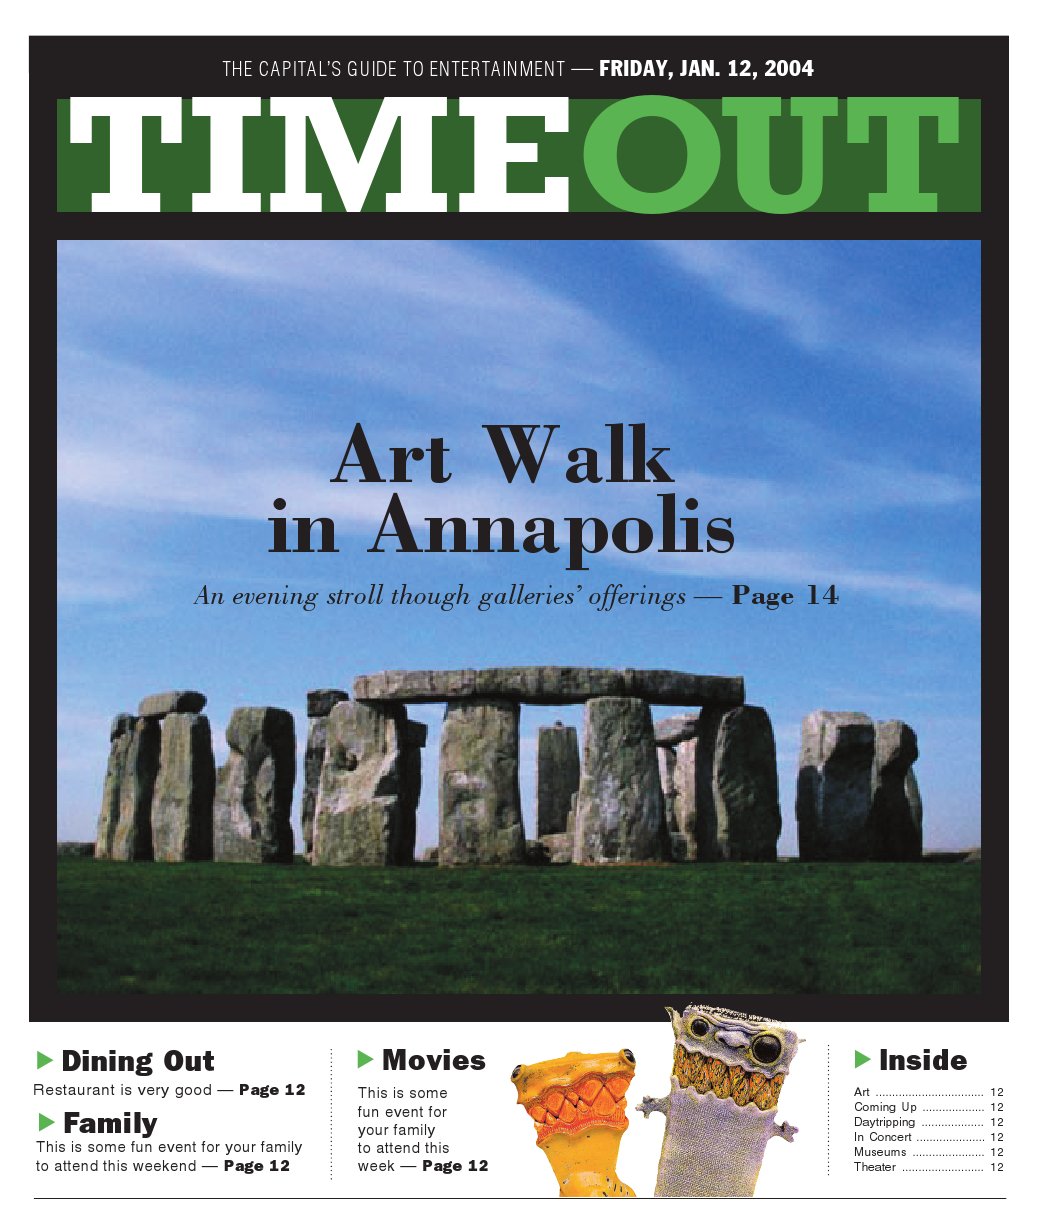 THE CAPITAL'S GUIDE TO ENTERTAINMENT — FRIDAY, JAN. 12, 2004
TIMEOUT
Art Walk
in Annapolis
An evening stroll though galleries' offerings — Page 14
Dining Out
Restaurant is very good — Page 12
Family
This is some fun event for your family
to attend this weekend — Page 12
Movies
This is some
fun event for
your family
to attend this
week — Page 12
Inside
Art ................................. 12
Coming Up ................... 12
Daytripping ................... 12
In Concert ..................... 12
Museums ...................... 12
Theater ......................... 12